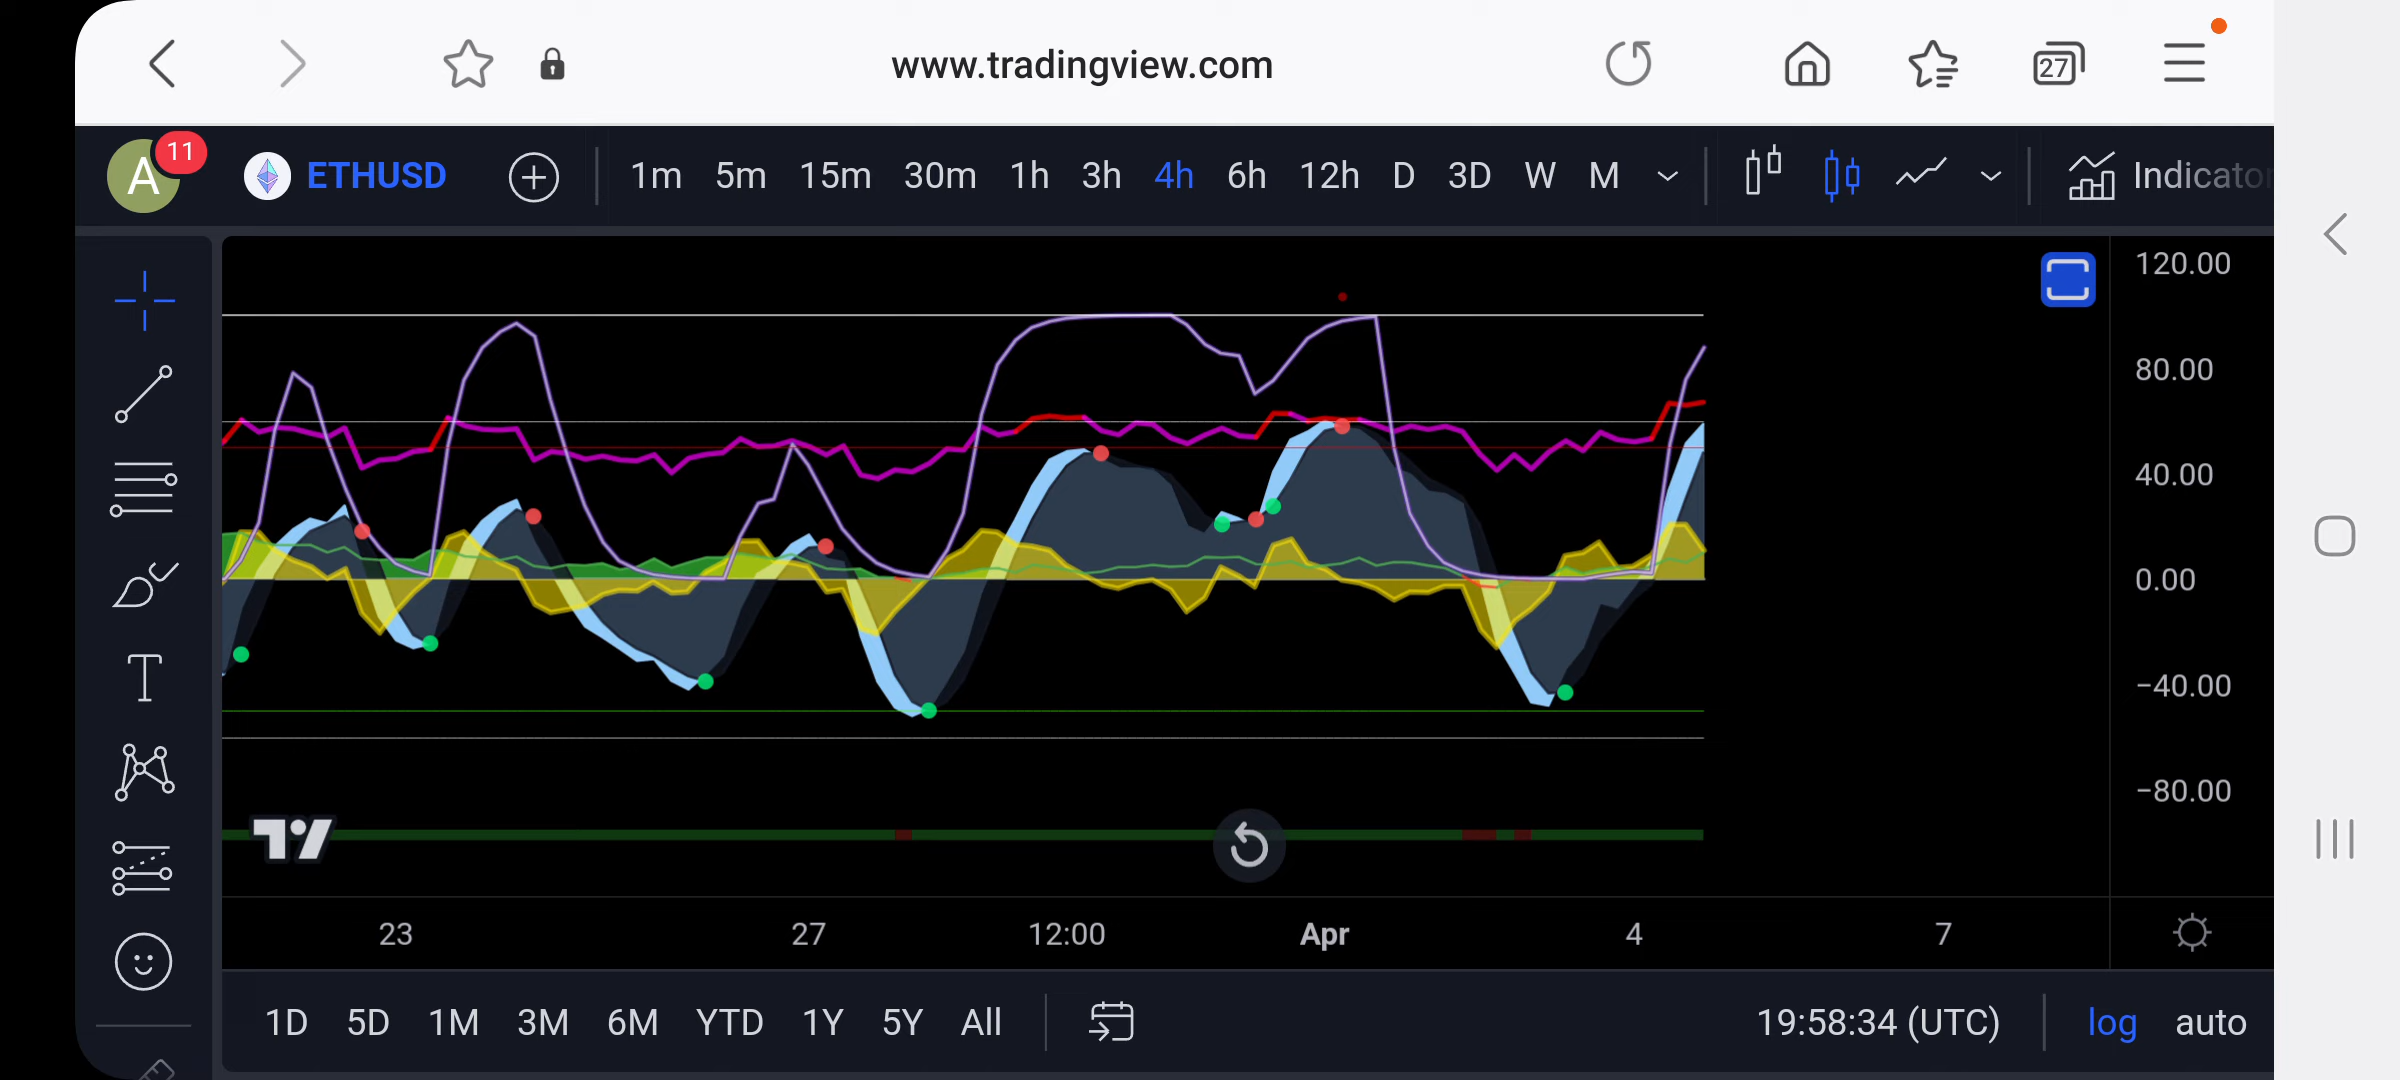 www.tradingview.com
27
A
11
ETHUSD
1m 5m 15m 30m 1h 3h 4h 6h 12h D 3D W M
Indicato
120.00
80.00
40.00
0.00
−40.00
−80.00
23 27 12:00 Apr 4 7
1D 5D 1M 3M 6M YTD 1Y 5Y All
19:58:34 (UTC)
log auto